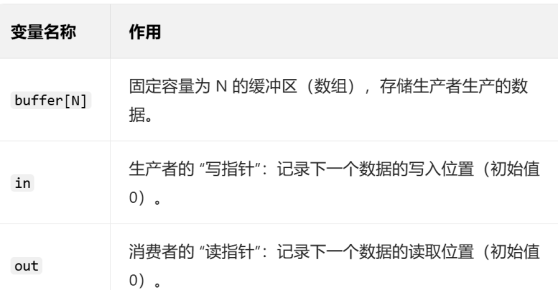 变量名称 作用
buffer[N] 固定容量为 N 的缓冲区（数组），存储生产者生产的数
据。
in 生产者的 “写指针”：记录下一个数据的写入位置（初始值
0）。
out 消费者的 “读指针”：记录下一个数据的读取位置（初始值
0）。